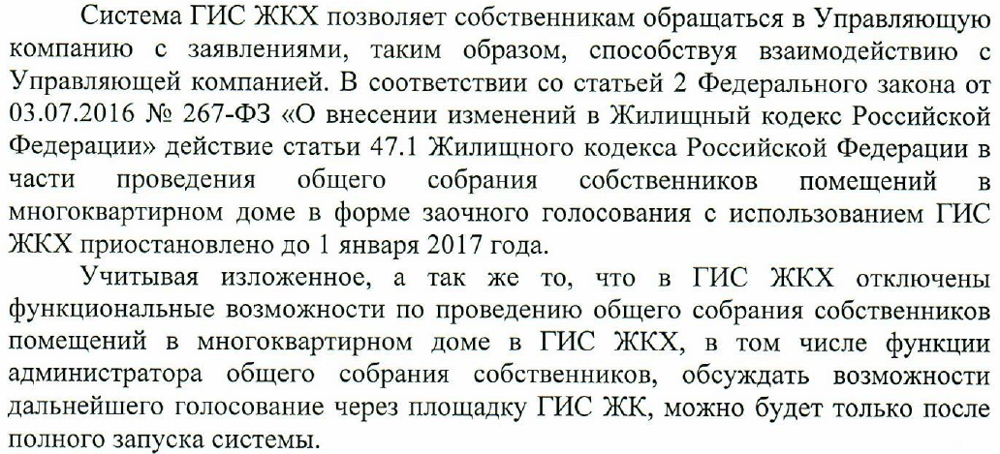 Система ГИС ЖКХ позволяет собственникам обращаться в Управляющую
компанию с заявлениями, таким образом, способствуя взаимодействию с
Управляющей компанией. В соответствии со статьей 2 Федерального закона от
03.07.2016 № 267-ФЗ «О внесении изменений в Жилищный кодекс Российской
Федерации» действие статьи 47.1 Жилищного кодекса Российской Федерации в
части проведения общего собрания собственников помещений в
многоквартирном доме в форме заочного голосования с использованием ГИС
ЖКХ приостановлено до 1 января 2017 года.
Учитывая изложенное, а так же то, что в ГИС ЖКХ отключены
функциональные возможности по проведению общего собрания собственников
помещений в многоквартирном доме в ГИС ЖКХ, в том числе функции
администратора общего собрания собственников, обсуждать возможности
дальнейшего голосование через площадку ГИС ЖК, можно будет только после
полного запуска системы.